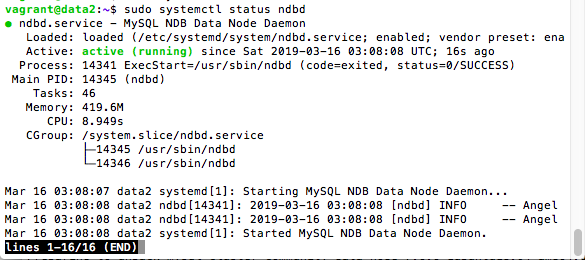 vagrant@data2:~$ sudo systemctl status ndbd
● ndbd.service - MySQL NDB Data Node Daemon
   Loaded: loaded (/etc/systemd/system/ndbd.service; enabled; vendor preset: ena
   Active: active (running) since Sat 2019-03-16 03:08:08 UTC; 16s ago
  Process: 14341 ExecStart=/usr/sbin/ndbd (code=exited, status=0/SUCCESS)
 Main PID: 14345 (ndbd)
    Tasks: 46
   Memory: 419.6M
      CPU: 8.949s
   CGroup: /system.slice/ndbd.service
           ├─14345 /usr/sbin/ndbd
           └─14346 /usr/sbin/ndbd
Mar 16 03:08:07 data2 systemd[1]: Starting MySQL NDB Data Node Daemon...
Mar 16 03:08:08 data2 ndbd[14341]: 2019-03-16 03:08:08 [ndbd] INFO     -- Angel
Mar 16 03:08:08 data2 ndbd[14341]: 2019-03-16 03:08:08 [ndbd] INFO     -- Angel
Mar 16 03:08:08 data2 systemd[1]: Started MySQL NDB Data Node Daemon.
lines 1-16/16 (END)